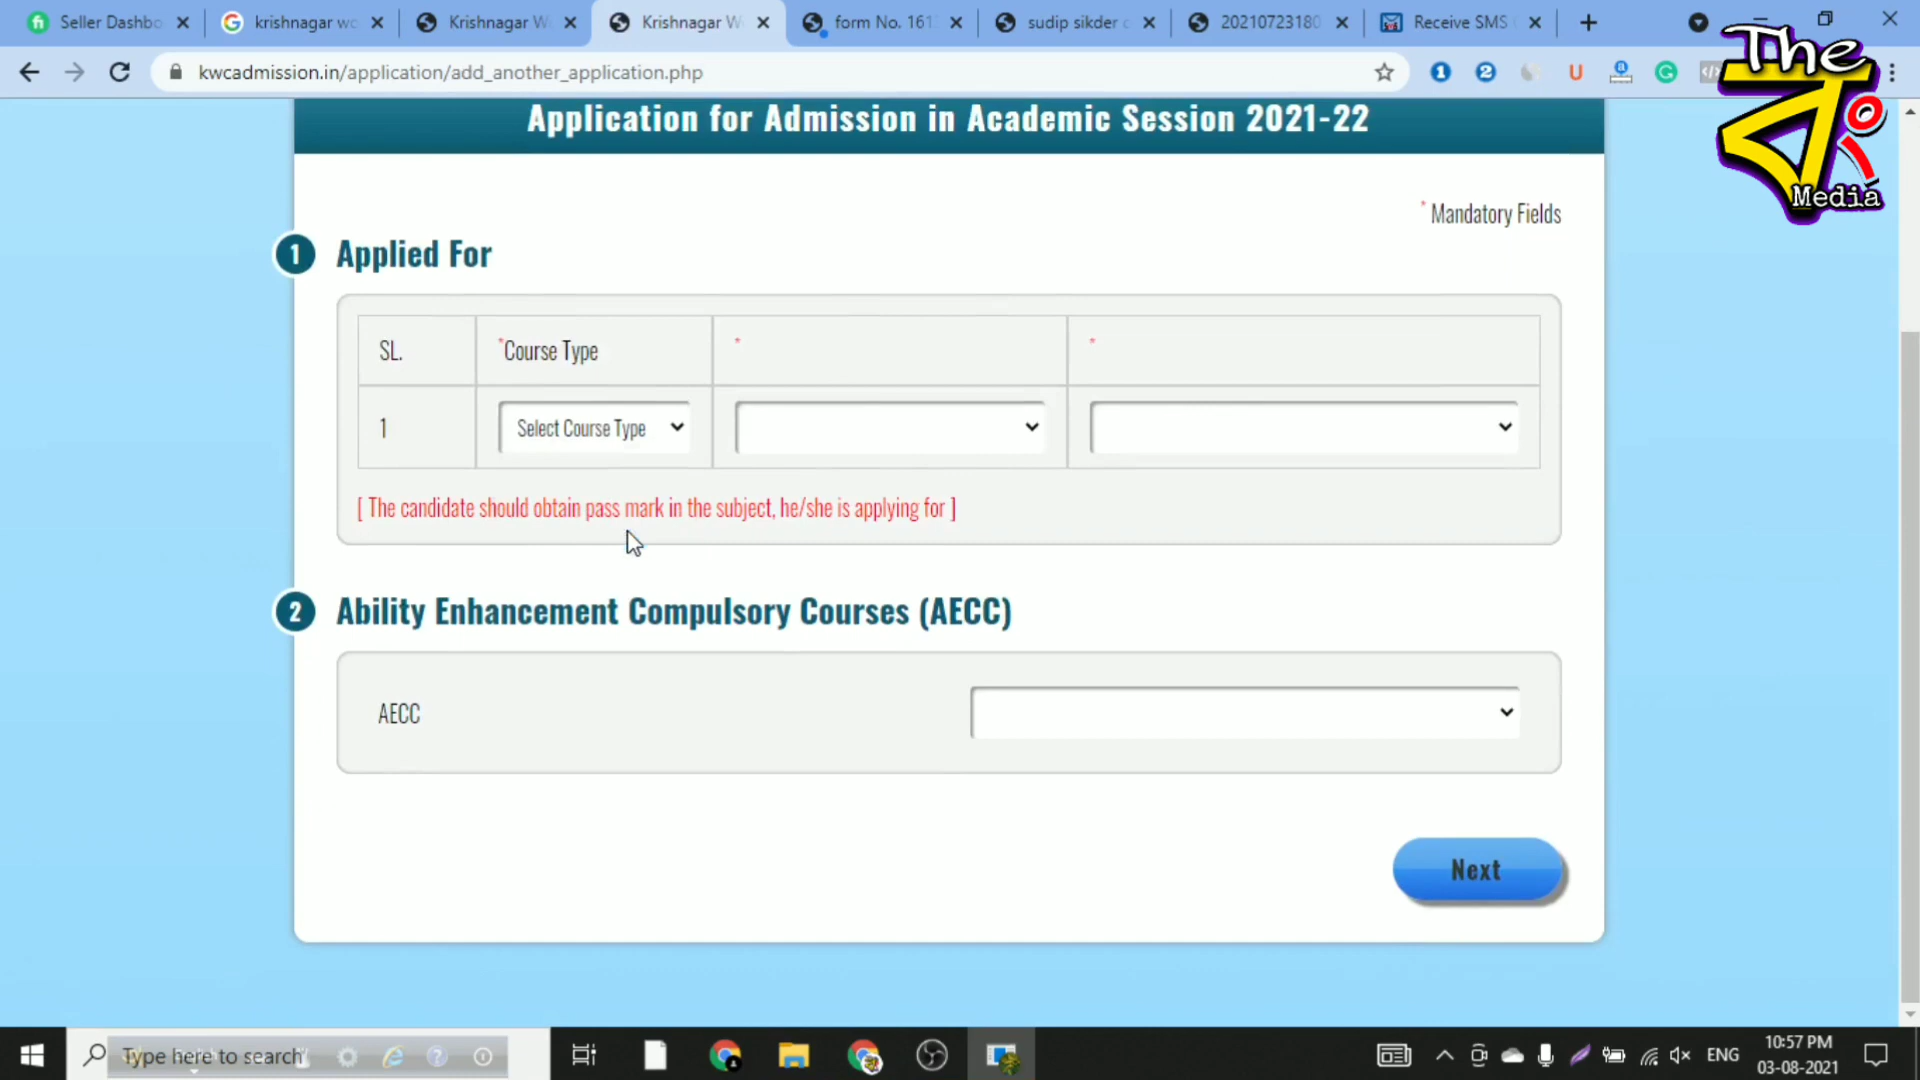 Seller Dashbo
krishnagar wo
Krishnagar W
Krishnagar W
form No. 161
sudip sikder
20210723180
Receive SMS
kwcadmission.in/application/add_another_application.php
The
Media
Application for Admission in Academic Session 2021-22
* Mandatory Fields
1 Applied For
SL. *Course Type * *
1 Select Course Type
[ The candidate should obtain pass mark in the subject, he/she is applying for ]
2 Ability Enhancement Compulsory Courses (AECC)
AECC
Next
Type here to search
ENG
10:57 PM
03-08-2021